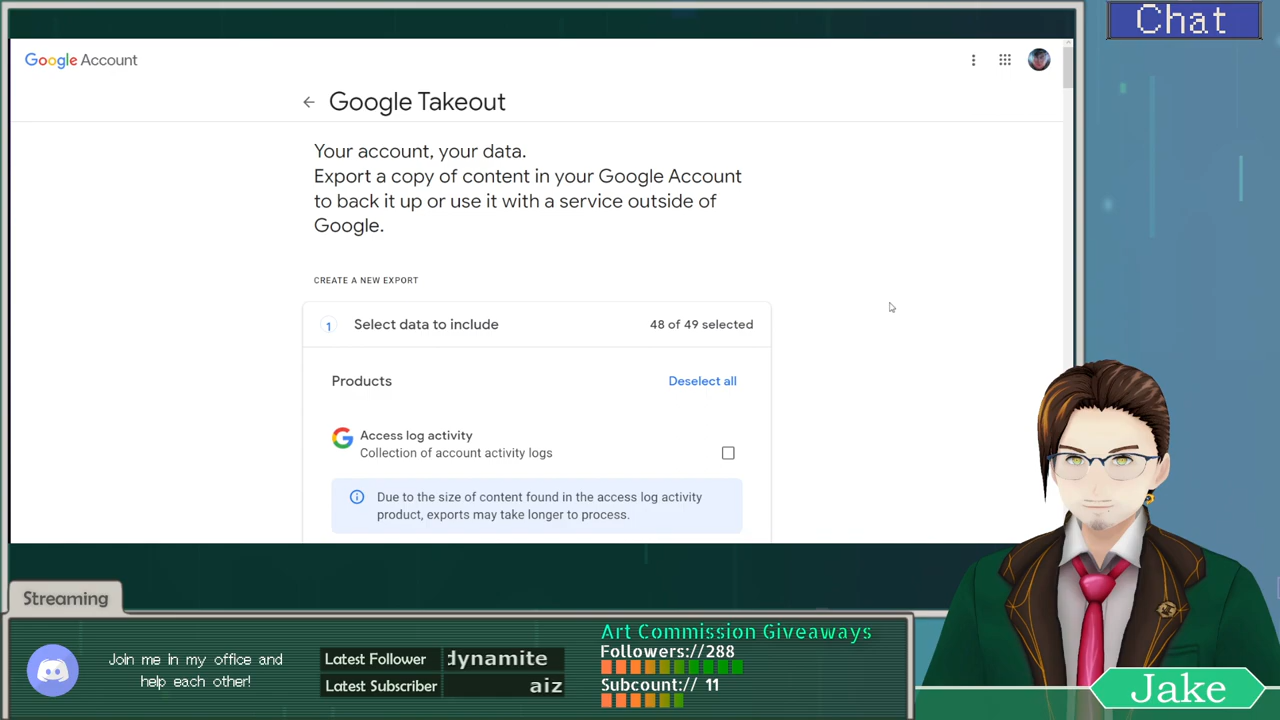 Chat
Google Account
Google Takeout
Your account, your data.
Export a copy of content in your Google Account
to back it up or use it with a service outside of
Google.
CREATE A NEW EXPORT
1 Select data to include 48 of 49 selected
Products Deselect all
Access log activity
Collection of account activity logs
Due to the size of content found in the access log activity
product, exports may take longer to process.
Streaming
Join me in my office and
help each other!
Latest Follower dynamite
Latest Subscriber aiz
Art Commission Giveaways
Followers://288
Subcount:// 11
Jake